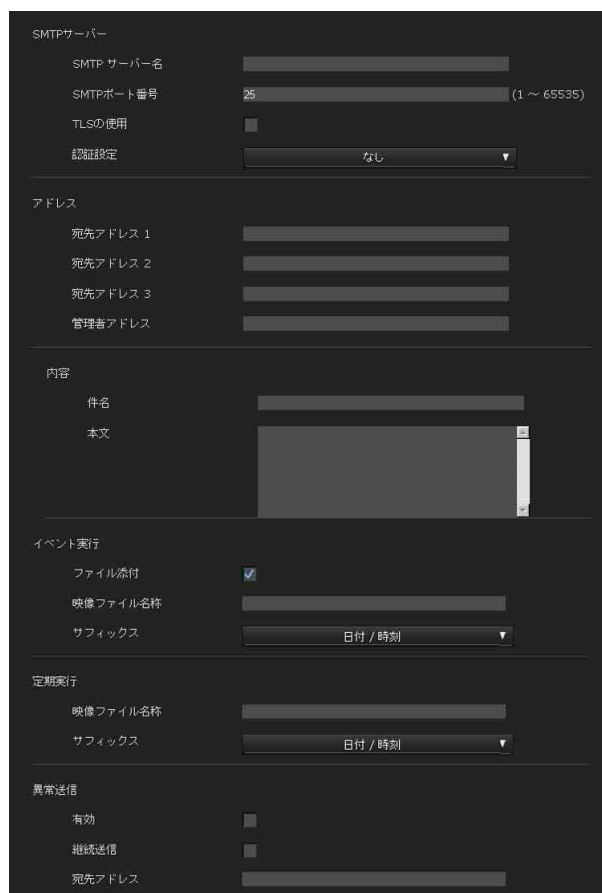 SMTPサーバー
SMTP サーバー名
SMTPポート番号 25 (1 ～ 65535)
TLSの使用
認証設定 なし
アドレス
宛先アドレス 1
宛先アドレス 2
宛先アドレス 3
管理者アドレス
内容
件名
本文
イベント実行
ファイル添付
映像ファイル名称
サフィックス 日付 / 時刻
定期実行
映像ファイル名称
サフィックス 日付 / 時刻
異常送信
有効
継続送信
宛先アドレス